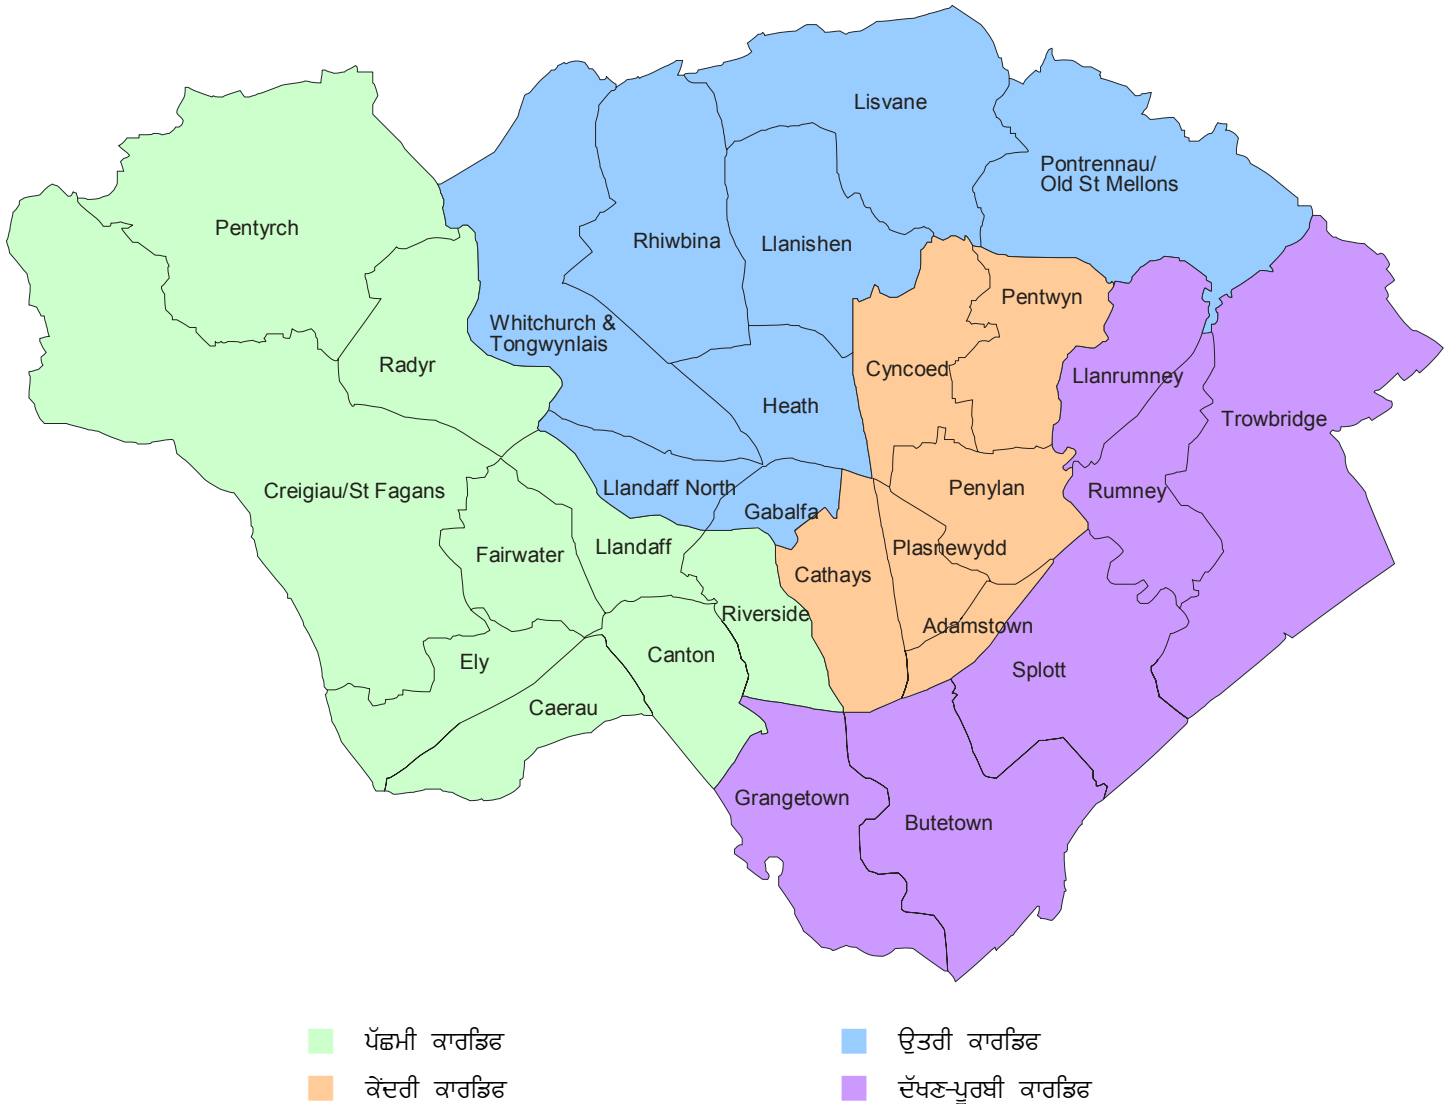 Lisvane
Pontrennau/
Old St Mellons
Pentyrch
Rhiwbina
Llanishen
Pentwyn
Whitchurch &
Tongwynlais
Radyr
Cyncoed
Llanrumney
Heath
Trowbridge
Creigiau/St Fagans
Llandaff North
Penylan
Rumney
Gabalfa
Fairwater
Llandaff
Plasnewydd
Cathays
Riverside
Adamstown
Ely
Canton
Splott
Caerau
Grangetown
Butetown
ਪੱਛਮੀ ਕਾਰਡਿਫ
ਉਤਰੀ ਕਾਰਡਿਫ
ਕੇਂਦਰੀ ਕਾਰਡਿਫ
ਦੱਖਣ-ਪੂਰਬੀ ਕਾਰਡਿਫ